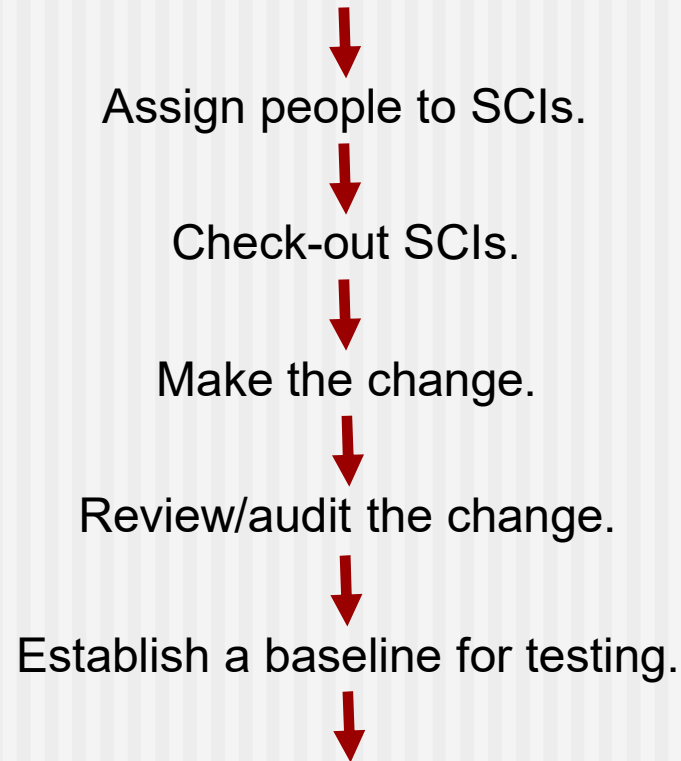 Assign people to SCIs.
Check-out SCIs.
Make the change.
Review/audit the change.
Establish a baseline for testing.